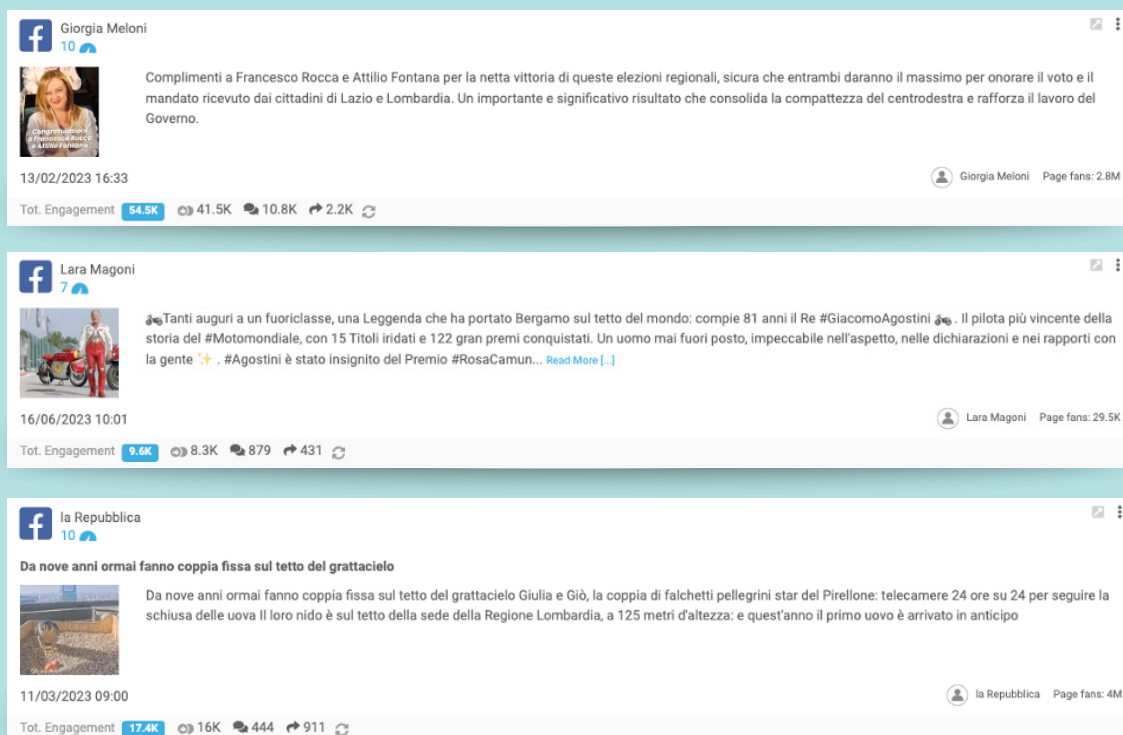 Giorgia Meloni
10
Complimenti a Francesco Rocca e Attilio Fontana per la netta vittoria di queste elezioni regionali, sicura che entrambi daranno il massimo per onorare il voto e il
mandato ricevuto dai cittadini di Lazio e Lombardia. Un importante e significativo risultato che consolida la compattezza del centrodestra e rafforza il lavoro del
Governo.
Congratulazioni
a Francesco Rocca
e Attilio Fontana
13/02/2023 16:33
Giorgia Meloni Page fans: 2.8M
Tot. Engagement 54.5K 41.5K 10.8K 2.2K
Lara Magoni
7
🏍Tanti auguri a un fuoriclasse, una Leggenda che ha portato Bergamo sul tetto del mondo: compie 81 anni il Re #GiacomoAgostini 🏍. Il pilota più vincente della
storia del #Motomondiale, con 15 Titoli iridati e 122 gran premi conquistati. Un uomo mai fuori posto, impeccabile nell'aspetto, nelle dichiarazioni e nei rapporti con
la gente ✨ . #Agostini è stato insignito del Premio #RosaCamun... Read More [...]
16/06/2023 10:01
Lara Magoni Page fans: 29.5K
Tot. Engagement 9.6K 8.3K 879 431
la Repubblica
10
Da nove anni ormai fanno coppia fissa sul tetto del grattacielo
Da nove anni ormai fanno coppia fissa sul tetto del grattacielo Giulia e Giò, la coppia di falchetti pellegrini star del Pirellone: telecamere 24 ore su 24 per seguire la
schiusa delle uova Il loro nido è sul tetto della sede della Regione Lombardia, a 125 metri d'altezza: e quest'anno il primo uovo è arrivato in anticipo
11/03/2023 09:00
la Repubblica Page fans: 4M
Tot. Engagement 17.4K 16K 444 911